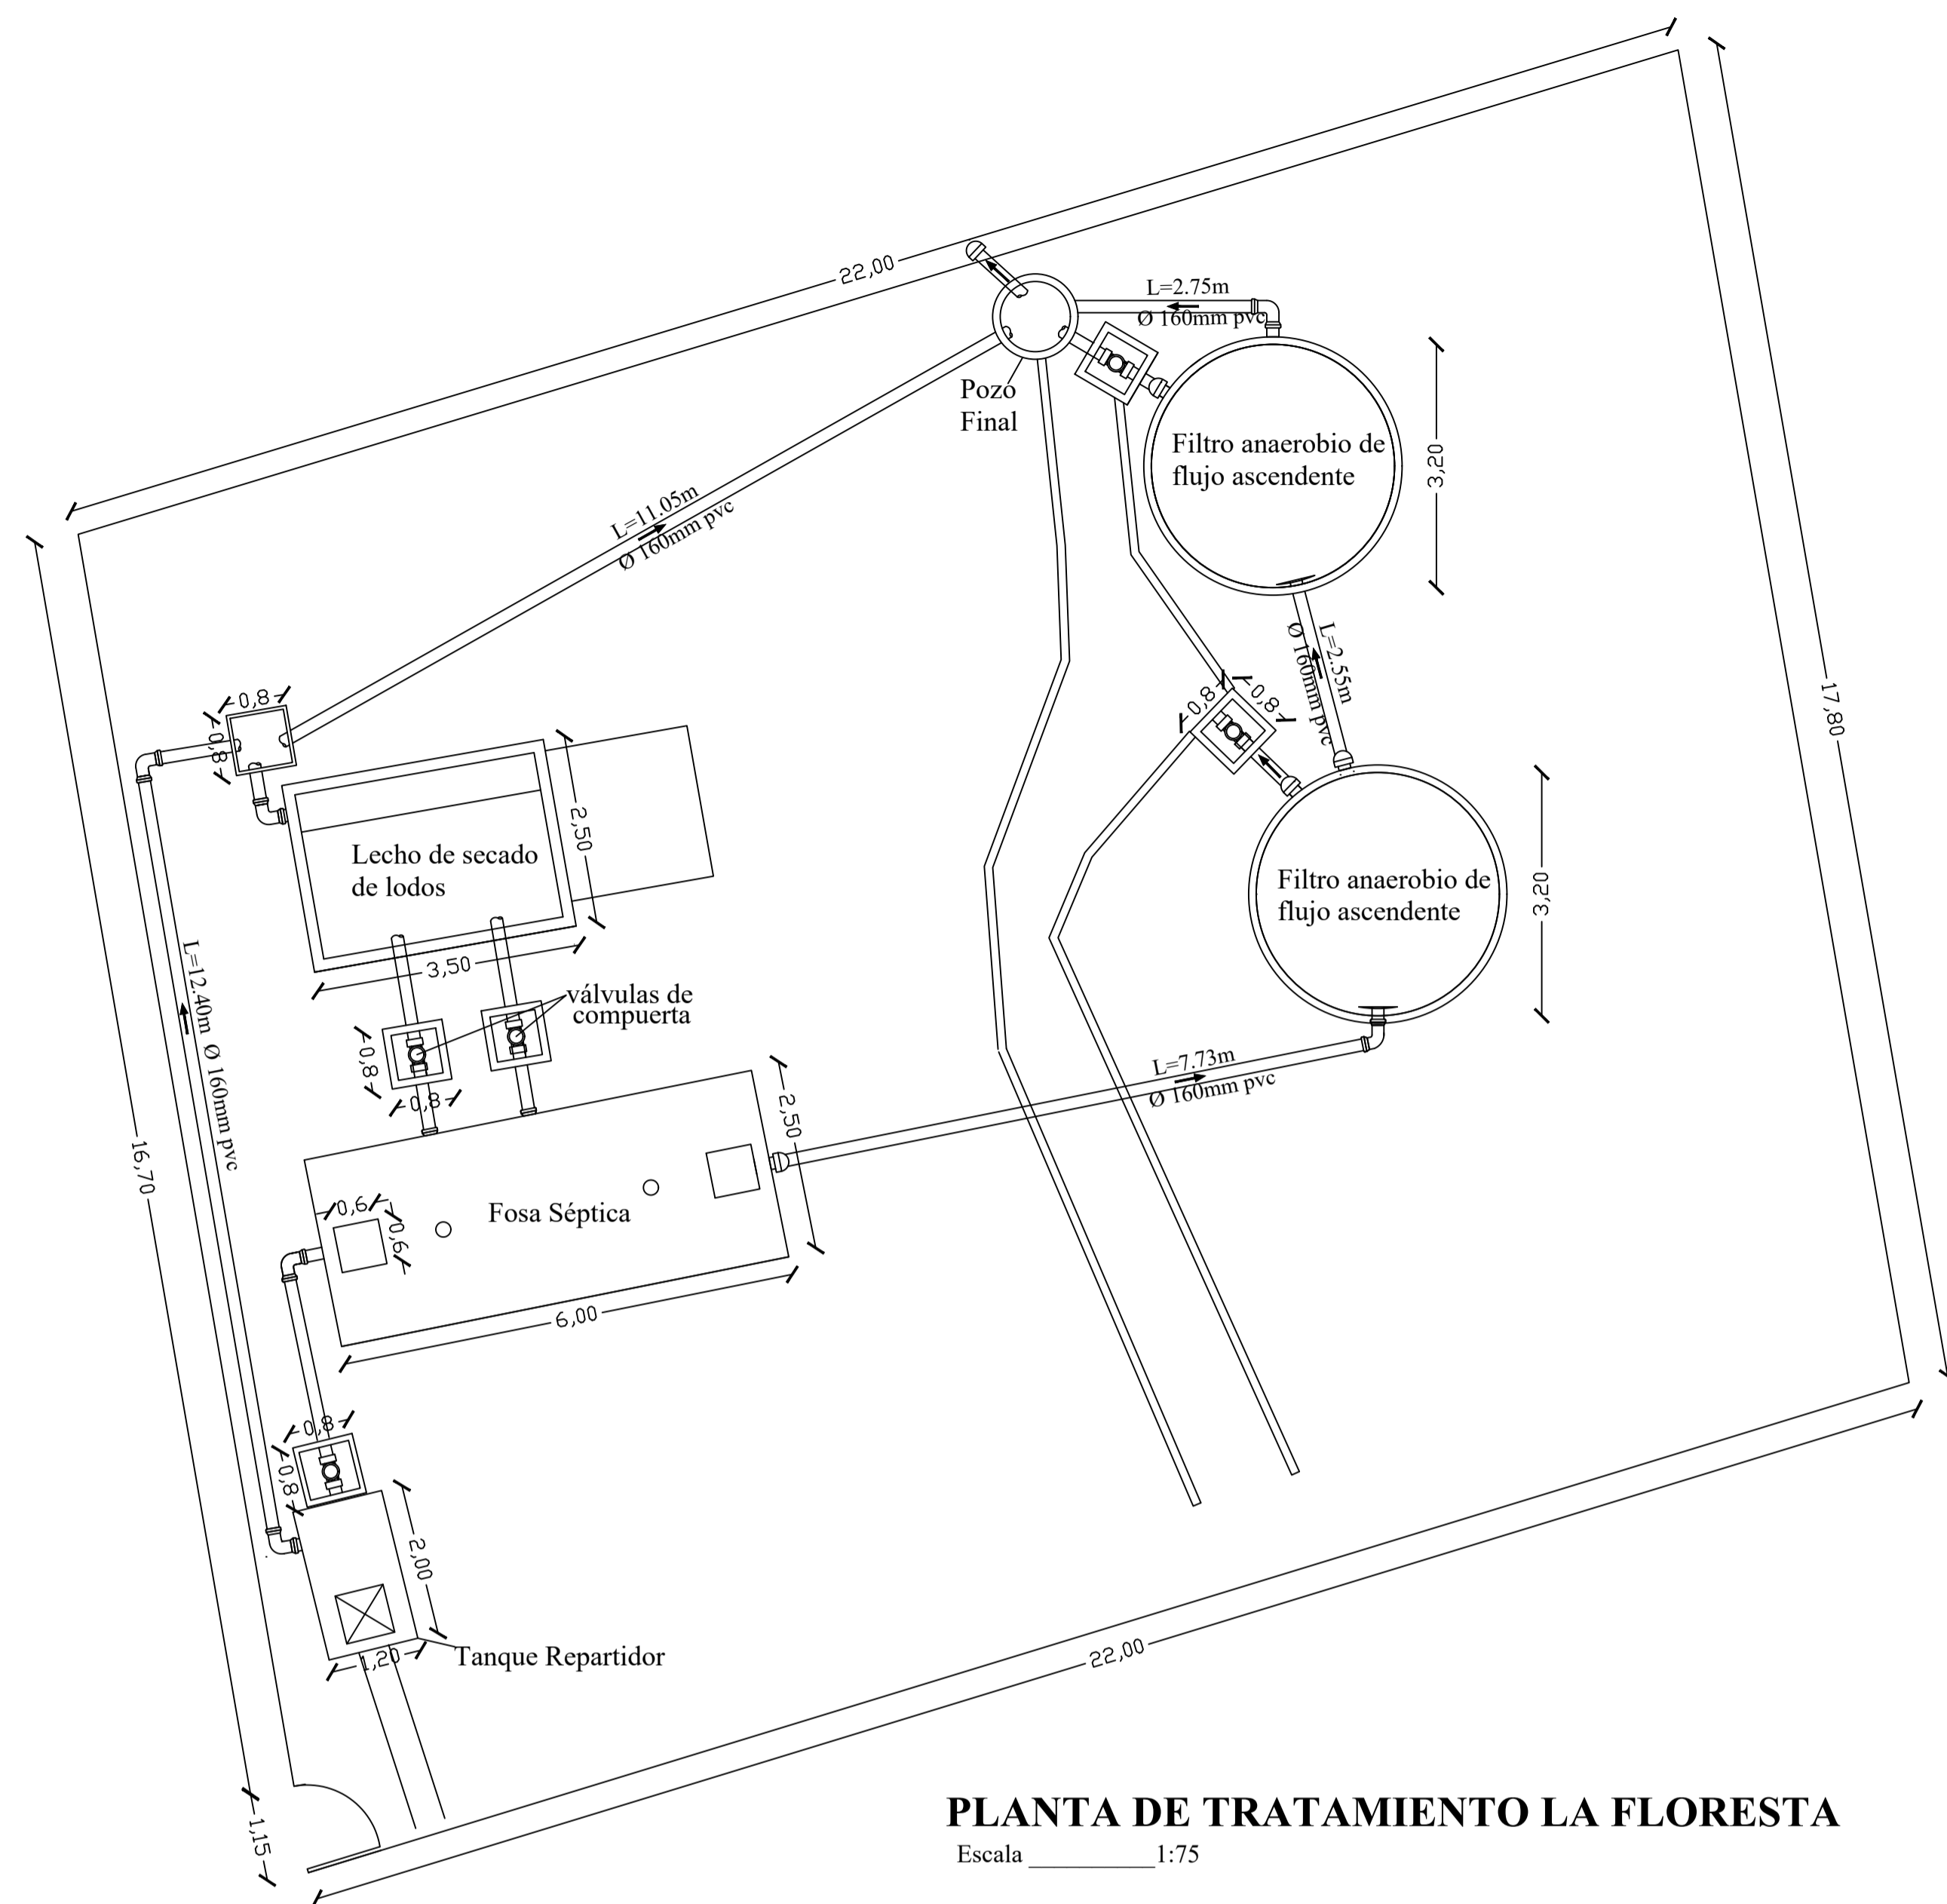 22,00
L=2.75m
Ø 160mm pvc
Pozo
Final
Filtro anaerobio de
flujo ascendente
3,20
L=11.05m
Ø 160mm pvc
L=2.55m
Ø 160mm pvc
17,80
0,8
0,8
0,8
0,8
2,50
Lecho de secado
de lodos
3,50
Filtro anaerobio de
flujo ascendente
3,20
L=12.40m Ø 160mm pvc
válvulas de
compuerta
0,8
0,8
L=7.73m
Ø 160mm pvc
2,50
16,70
0,6
0,6
Fosa Séptica
6,00
0,8
0,8
2,00
1,20
Tanque Repartidor
22,00
1,15
PLANTA DE TRATAMIENTO LA FLORESTA
Escala __________1:75